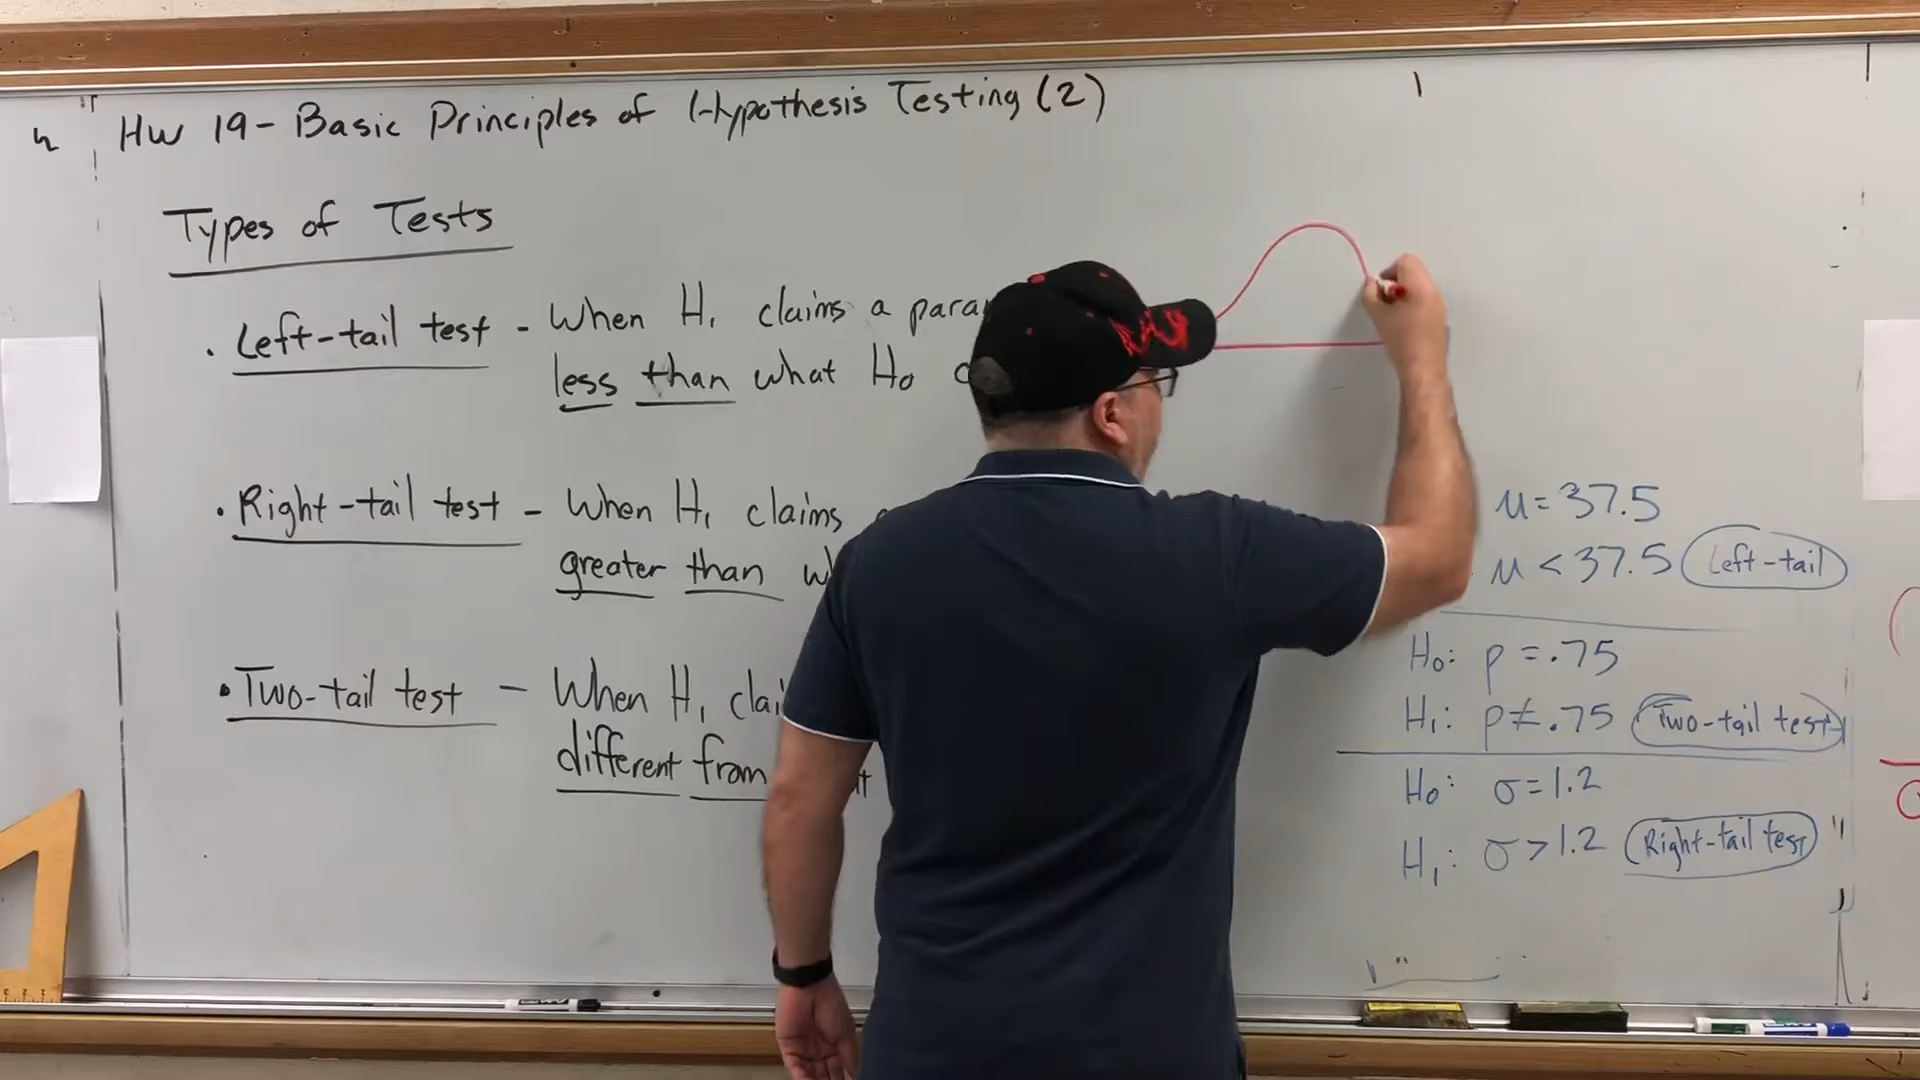 HW 19 - Basic Principles of Hypothesis Testing (2)
Types of Tests
• Left-tail test - When H₁ claims a
less than what H₀
• Right-tail test - When H₁ claims
greater than
• Two-tail test - When H₁
different from
μ = 37.5
μ < 37.5 Left-tail
H₀: p = .75
H₁: p ≠ .75 Two-tail test
H₀: σ = 1.2
H₁: σ > 1.2 Right-tail test